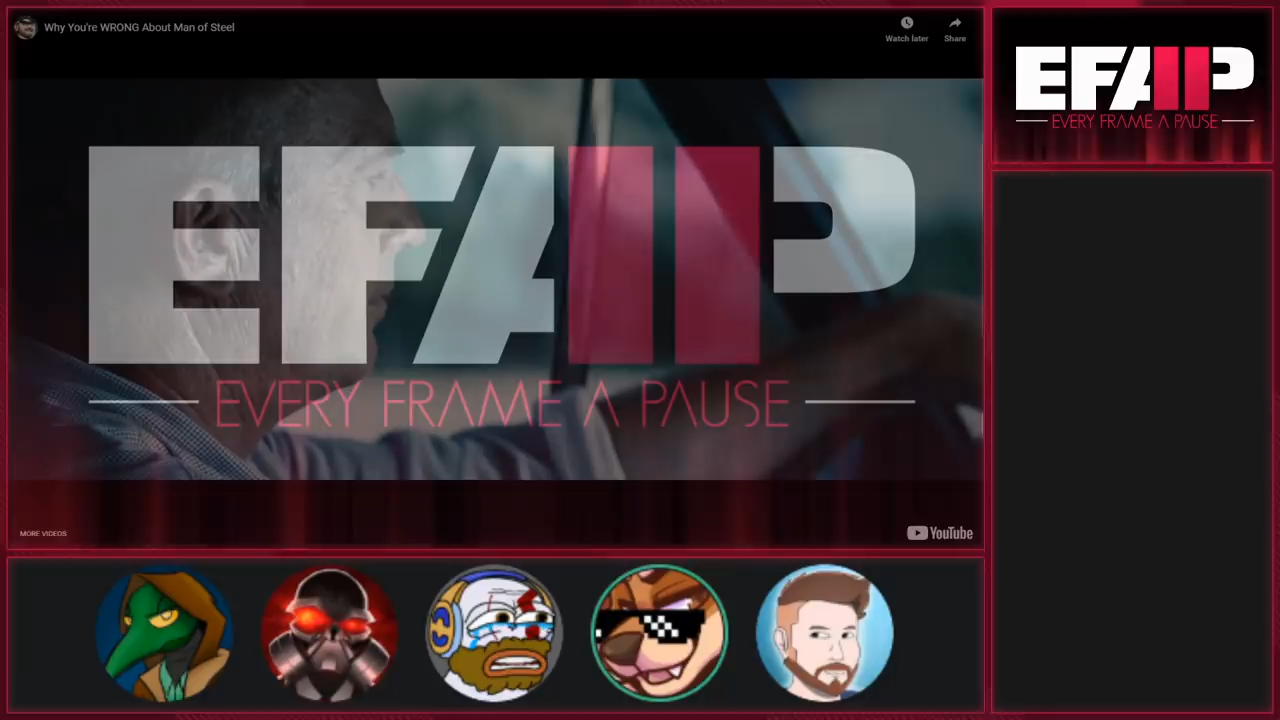 Why You're WRONG About Man of Steel
Watch later
Share
EFAP
EVERY FRAME A PAUSE
EFAP
EVERY FRAME A PAUSE
MORE VIDEOS
YouTube